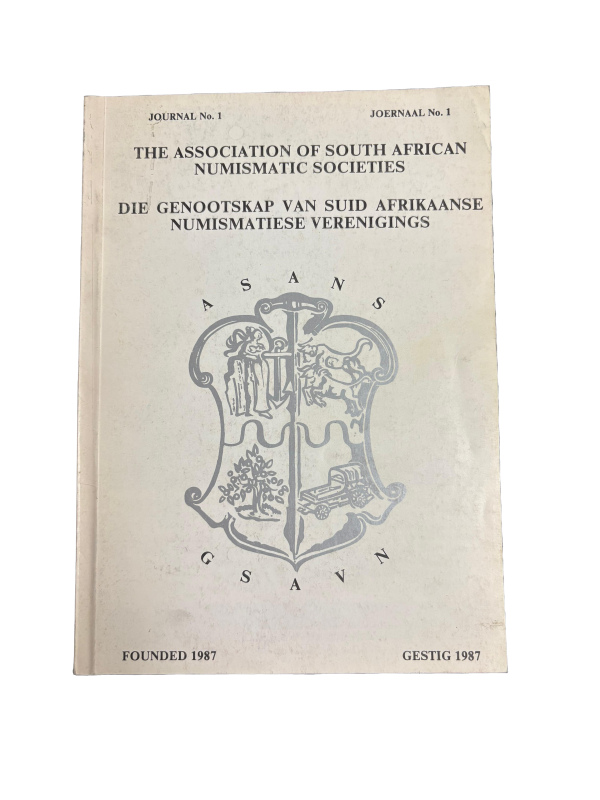 JOURNAL No. 1
JOERNAAL No. 1
THE ASSOCIATION OF SOUTH AFRICAN
NUMISMATIC SOCIETIES
DIE GENOOTSKAP VAN SUID AFRIKAANSE
NUMISMATIESE VERENIGINGS
A S A N S
G S A V N
FOUNDED 1987
GESTIG 1987